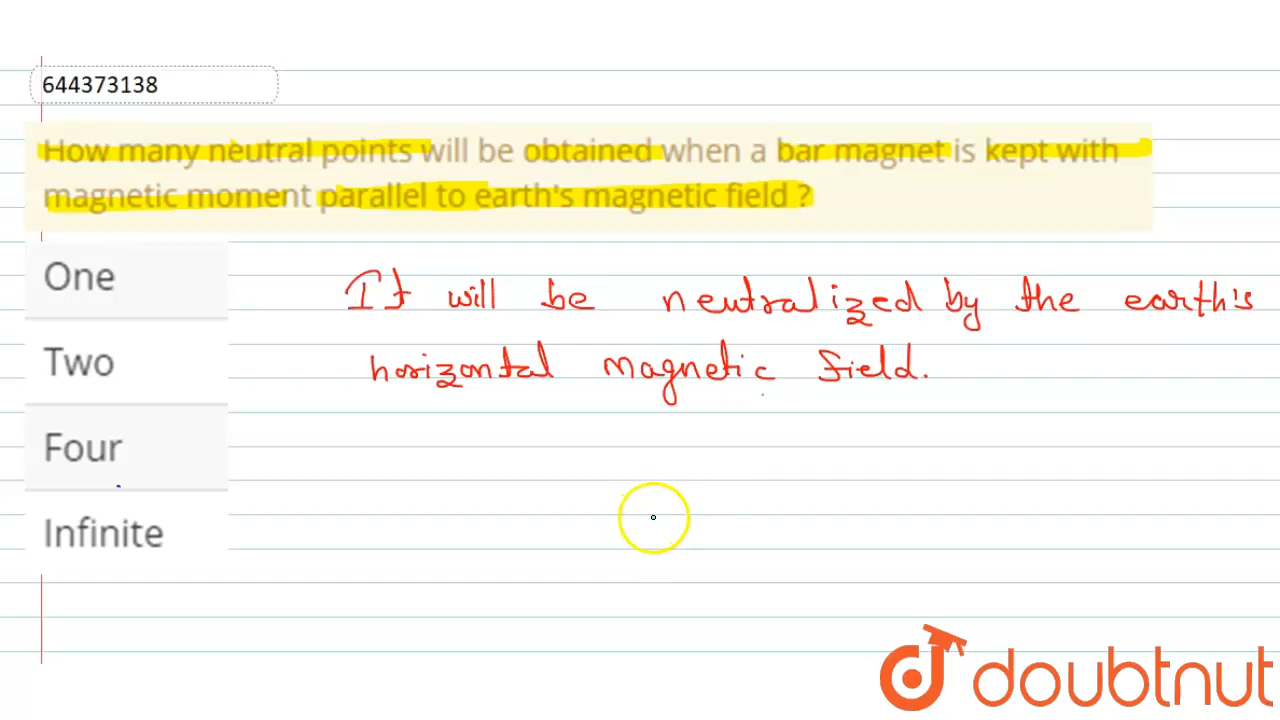 644373138
How many neutral points will be obtained when a bar magnet is kept with
magnetic moment parallel to earth's magnetic field ?
One
Two
Four
Infinite
It will be neutralized by the earth's
horizontal magnetic field.
doubtnut